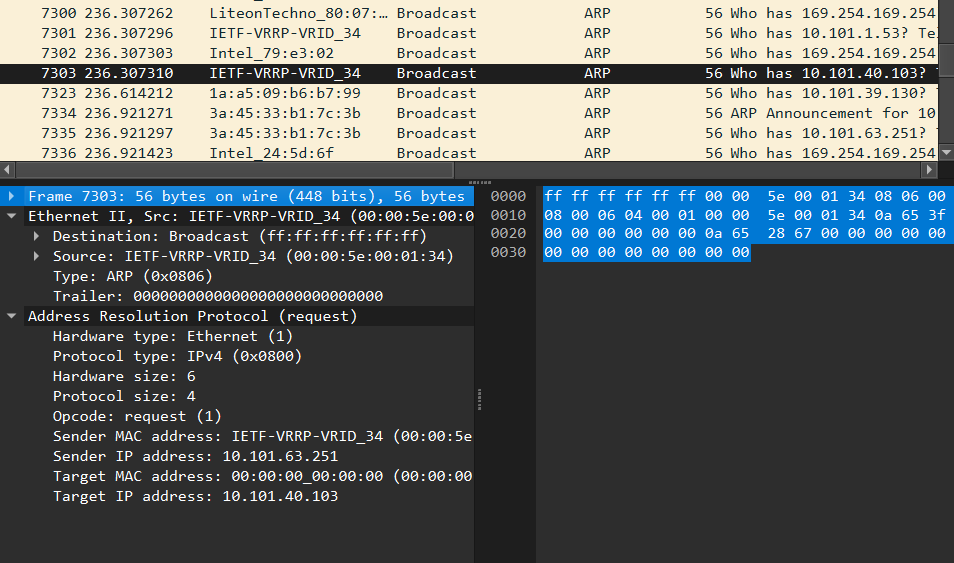 7300 236.307262 LiteonTechno_80:07:… Broadcast ARP 56 Who has 169.254.169.254
7301 236.307296 IETF-VRRP-VRID_34 Broadcast ARP 56 Who has 10.101.1.53? Tel
7302 236.307303 Intel_79:e3:02 Broadcast ARP 56 Who has 169.254.169.254
7303 236.307310 IETF-VRRP-VRID_34 Broadcast ARP 56 Who has 10.101.40.103? T
7323 236.614212 1a:a5:09:b6:b7:99 Broadcast ARP 56 Who has 10.101.39.130? T
7334 236.921271 3a:45:33:b1:7c:3b Broadcast ARP 56 ARP Announcement for 10
7335 236.921297 3a:45:33:b1:7c:3b Broadcast ARP 56 Who has 10.101.63.251? T
7336 236.921423 Intel_24:5d:6f Broadcast ARP 56 Who has 169.254.169.254
Frame 7303: 56 bytes on wire (448 bits), 56 bytes
Ethernet II, Src: IETF-VRRP-VRID_34 (00:00:5e:00:0
Destination: Broadcast (ff:ff:ff:ff:ff:ff)
Source: IETF-VRRP-VRID_34 (00:00:5e:00:01:34)
Type: ARP (0x0806)
Trailer: 0000000000000000000000000000
Address Resolution Protocol (request)
Hardware type: Ethernet (1)
Protocol type: IPv4 (0x0800)
Hardware size: 6
Protocol size: 4
Opcode: request (1)
Sender MAC address: IETF-VRRP-VRID_34 (00:00:5e
Sender IP address: 10.101.63.251
Target MAC address: 00:00:00_00:00:00 (00:00:00
Target IP address: 10.101.40.103
0000 ff ff ff ff ff ff 00 00 5e 00 01 34 08 06 00
0010 08 00 06 04 00 01 00 00 5e 00 01 34 0a 65 3f
0020 00 00 00 00 00 00 0a 65 28 67 00 00 00 00 00
0030 00 00 00 00 00 00 00 00